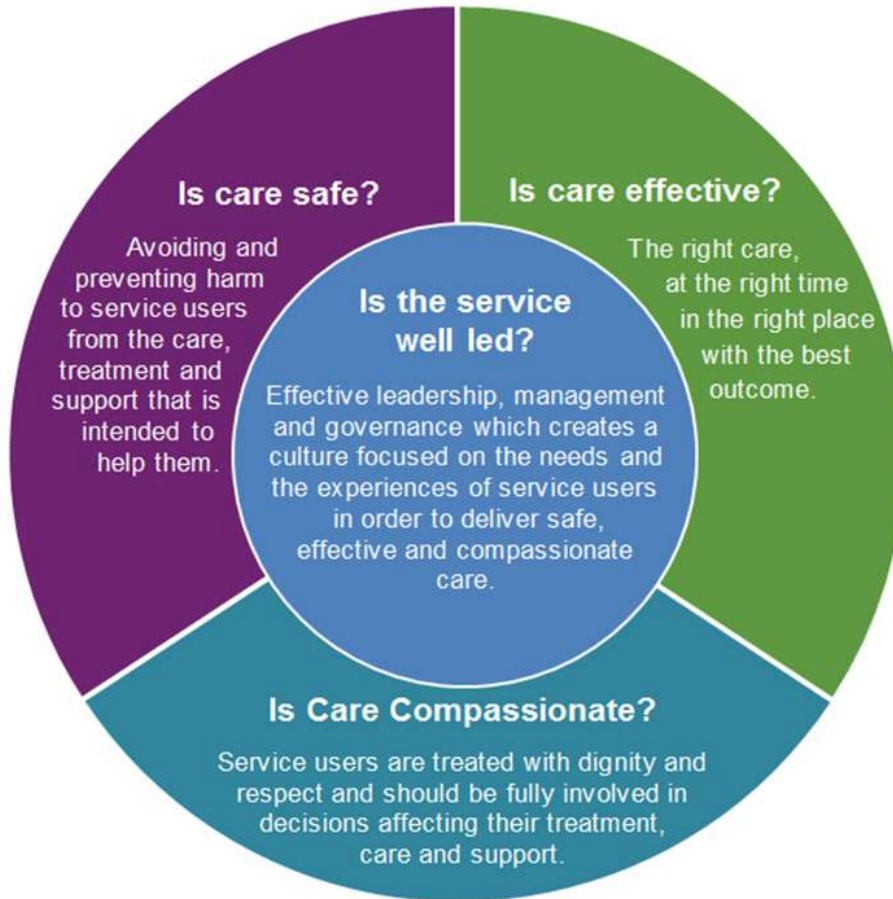 Is care safe?
Avoiding and
preventing harm
to service users
from the care,
treatment and
support that is
intended to
help them.
Is care effective?
The right care,
at the right time
in the right place
with the best
outcome.
Is the service
well led?
Effective leadership, management
and governance which creates a
culture focused on the needs and
the experiences of service users
in order to deliver safe,
effective and compassionate
care.
Is Care Compassionate?
Service users are treated with dignity and
respect and should be fully involved in
decisions affecting their treatment,
care and support.